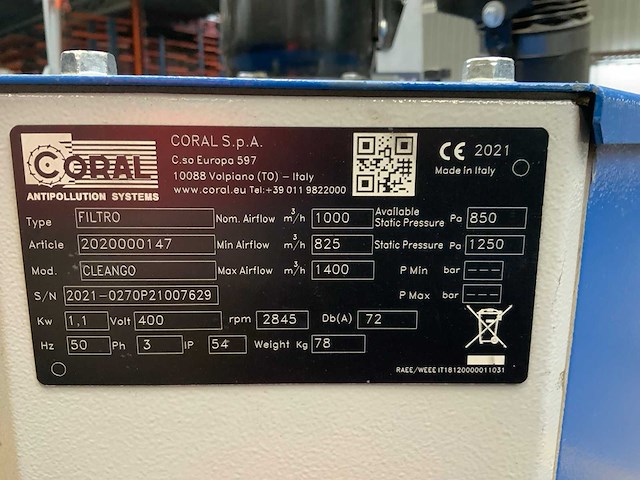 CORAL
ANTIPOLLUTION SYSTEMS
CORAL S.p.A.
C.so Europa 597
10088 Volpiano (TO) - Italy
www.coral.eu Tel:+39 011 9822000
CE 2021
Made in Italy
Type FILTRO Nom. Airflow m³/h 1000 Available Static Pressure Pa 850
Article 2020000147 Min Airflow m³/h 825 Static Pressure Pa 1250
Mod. CLEANGO Max Airflow m³/h 1400 P Min bar ---
S/N 2021-0270P21007629 P Max bar ---
Kw 1,1 Volt 400 rpm 2845 Db(A) 72
Hz 50 Ph 3 IP 54 Weight Kg 78
RAEE/WEEE IT18120000011031